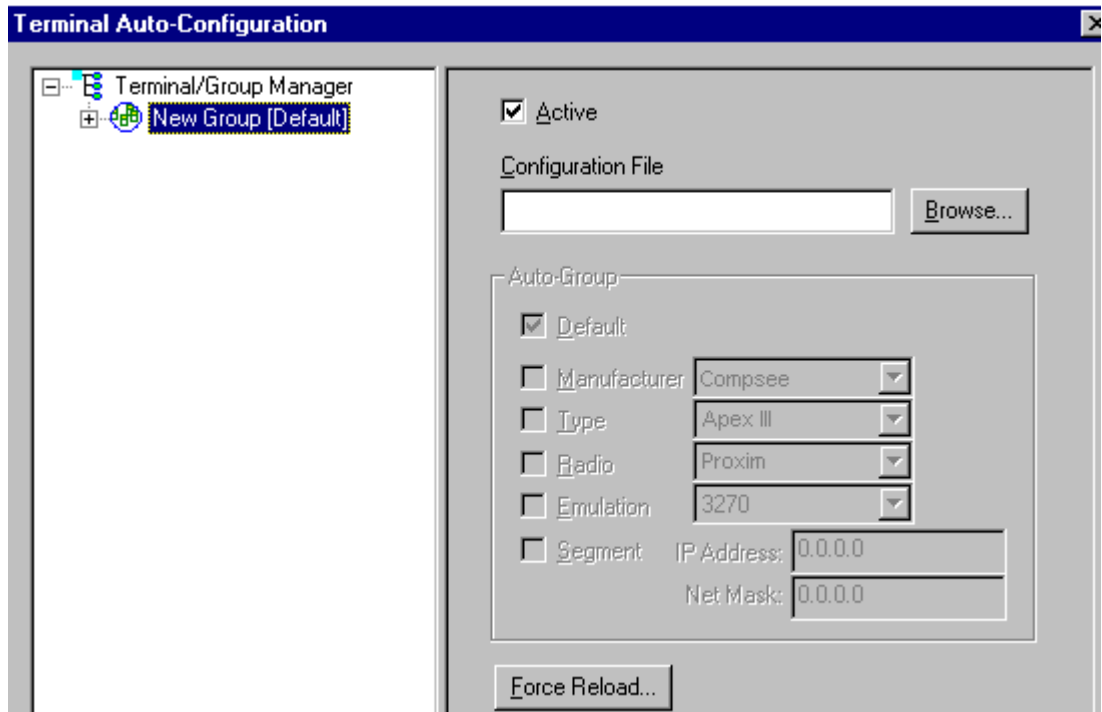 Terminal Auto-Configuration
Terminal/Group Manager
New Group [Default]
Active
Configuration File
Browse...
Auto-Group
Default
Manufacturer Compsee
Type Apex III
Radio Proxim
Emulation 3270
Segment IP Address: 0.0.0.0
Net Mask: 0.0.0.0
Force Reload...